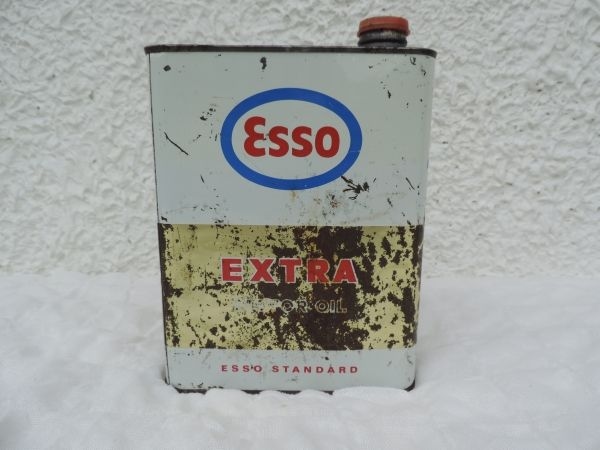 Esso
EXTRA
MOTOR OIL
ESSO STANDARD